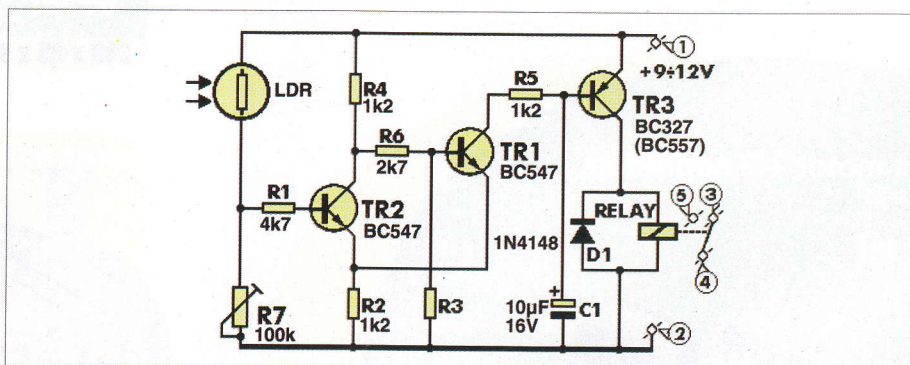 LDR
R4
1k2
R6
2k7
R5
1k2
1
+9÷12V
TR3
BC327
(BC557)
TR1
BC547
R1
4k7
TR2
BC547
RELAY
5
3
1N4148
D1
4
R7
100k
R2
1k2
R3
+
10µF
16V
C1
2